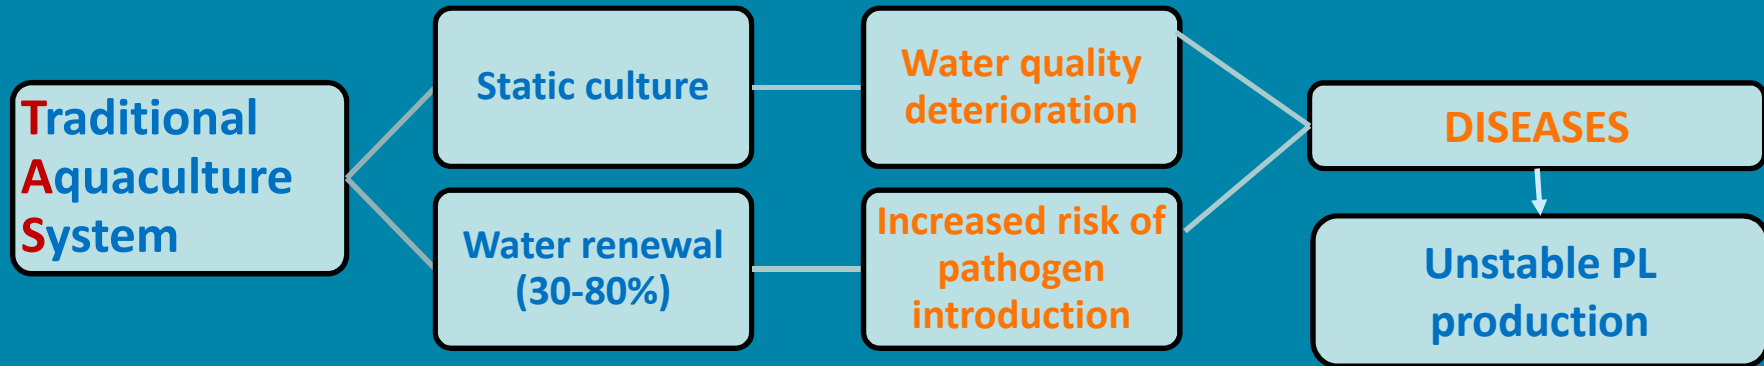 Traditional
Aquaculture
System
Static culture
Water renewal
(30-80%)
Water quality
deterioration
Increased risk of
pathogen
introduction
DISEASES
Unstable PL
production